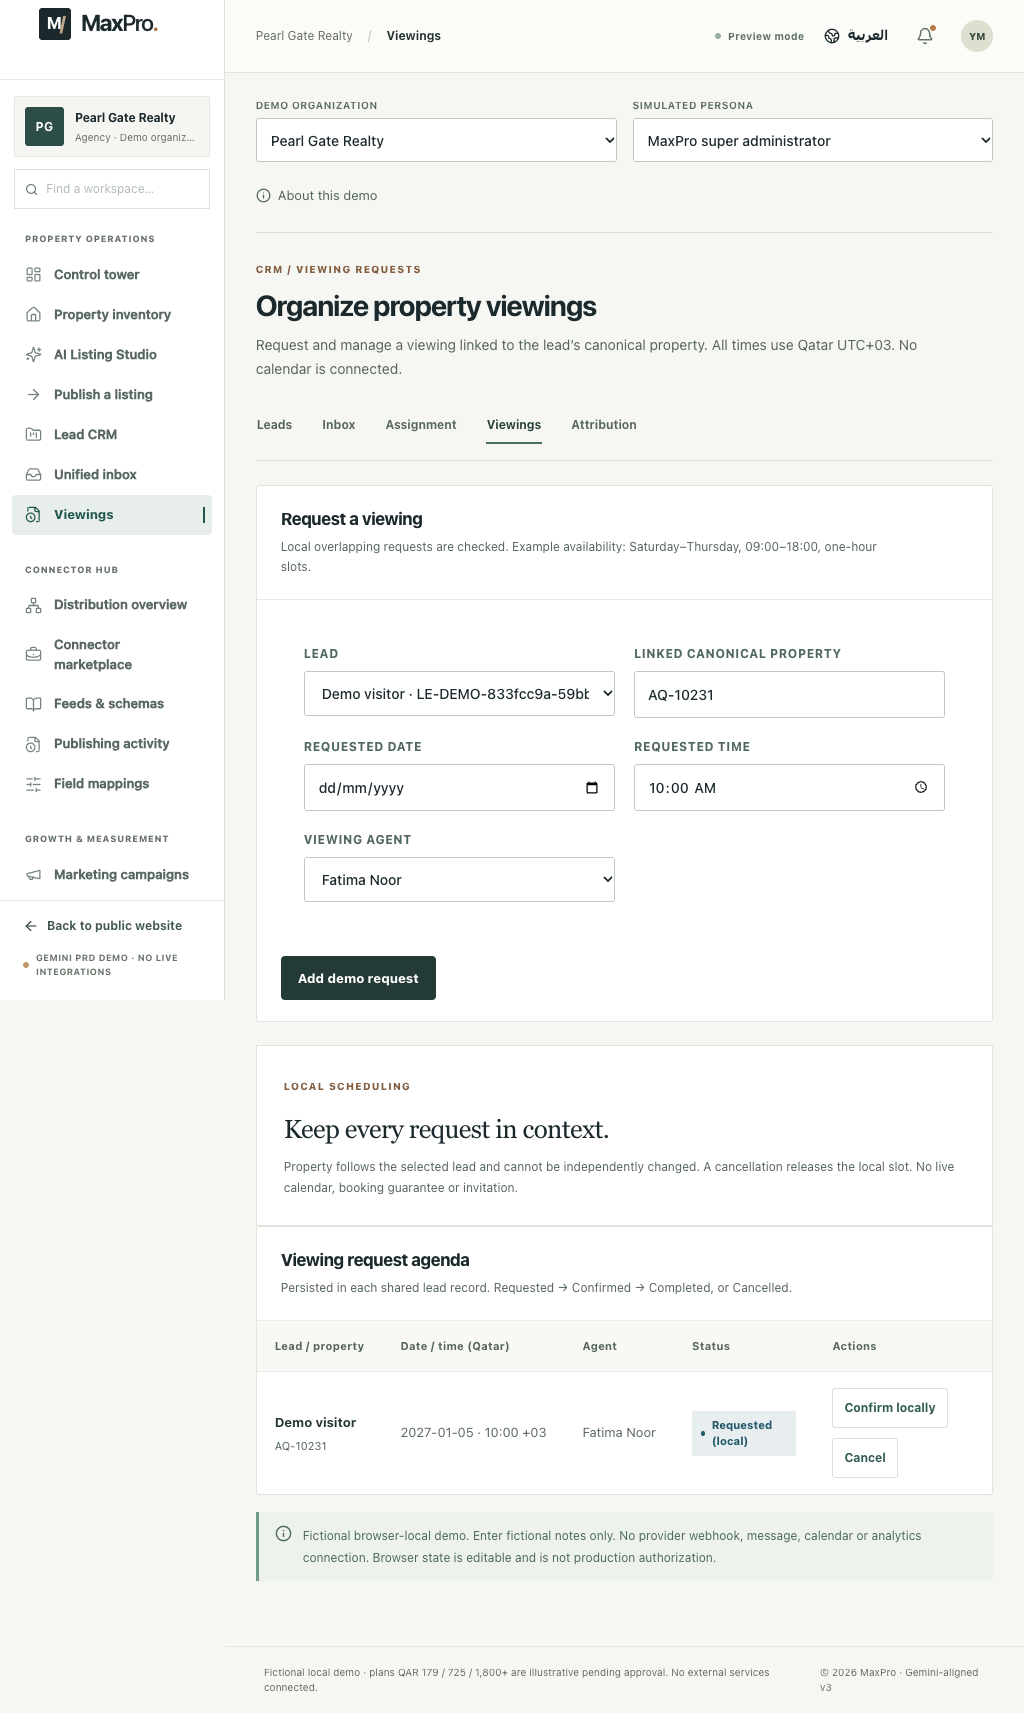 MaxPro.
PG
Pearl Gate Realty
Agency · Demo organiz...
Find a workspace...
PROPERTY OPERATIONS
Control tower
Property inventory
AI Listing Studio
Publish a listing
Lead CRM
Unified inbox
Viewings
CONNECTOR HUB
Distribution overview
Connector
marketplace
Feeds & schemas
Publishing activity
Field mappings
GROWTH & MEASUREMENT
Marketing campaigns
Back to public website
GEMINI PRD DEMO · NO LIVE
INTEGRATIONS
Pearl Gate Realty / Viewings
Preview mode
العربية
YM
DEMO ORGANIZATION
Pearl Gate Realty
SIMULATED PERSONA
MaxPro super administrator
About this demo
CRM / VIEWING REQUESTS
Organize property viewings
Request and manage a viewing linked to the lead’s canonical property. All times use Qatar UTC+03. No
calendar is connected.
Leads Inbox Assignment Viewings Attribution
Request a viewing
Local overlapping requests are checked. Example availability: Saturday–Thursday, 09:00–18:00, one-hour
slots.
LEAD
Demo visitor · LE-DEMO-833fcc9a-59bb
LINKED CANONICAL PROPERTY
AQ-10231
REQUESTED DATE
dd/mm/yyyy
REQUESTED TIME
10:00 AM
VIEWING AGENT
Fatima Noor
Add demo request
LOCAL SCHEDULING
Keep every request in context.
Property follows the selected lead and cannot be independently changed. A cancellation releases the local slot. No live
calendar, booking guarantee or invitation.
Viewing request agenda
Persisted in each shared lead record. Requested → Confirmed → Completed, or Cancelled.
Lead / property Date / time (Qatar) Agent Status Actions
Demo visitor
AQ-10231
2027-01-05 · 10:00 +03
Fatima Noor
Requested
(local)
Confirm locally
Cancel
Fictional browser-local demo. Enter fictional notes only. No provider webhook, message, calendar or analytics
connection. Browser state is editable and is not production authorization.
Fictional local demo · plans QAR 179 / 725 / 1,800+ are illustrative pending approval. No external services
connected.
© 2026 MaxPro · Gemini-aligned
v3